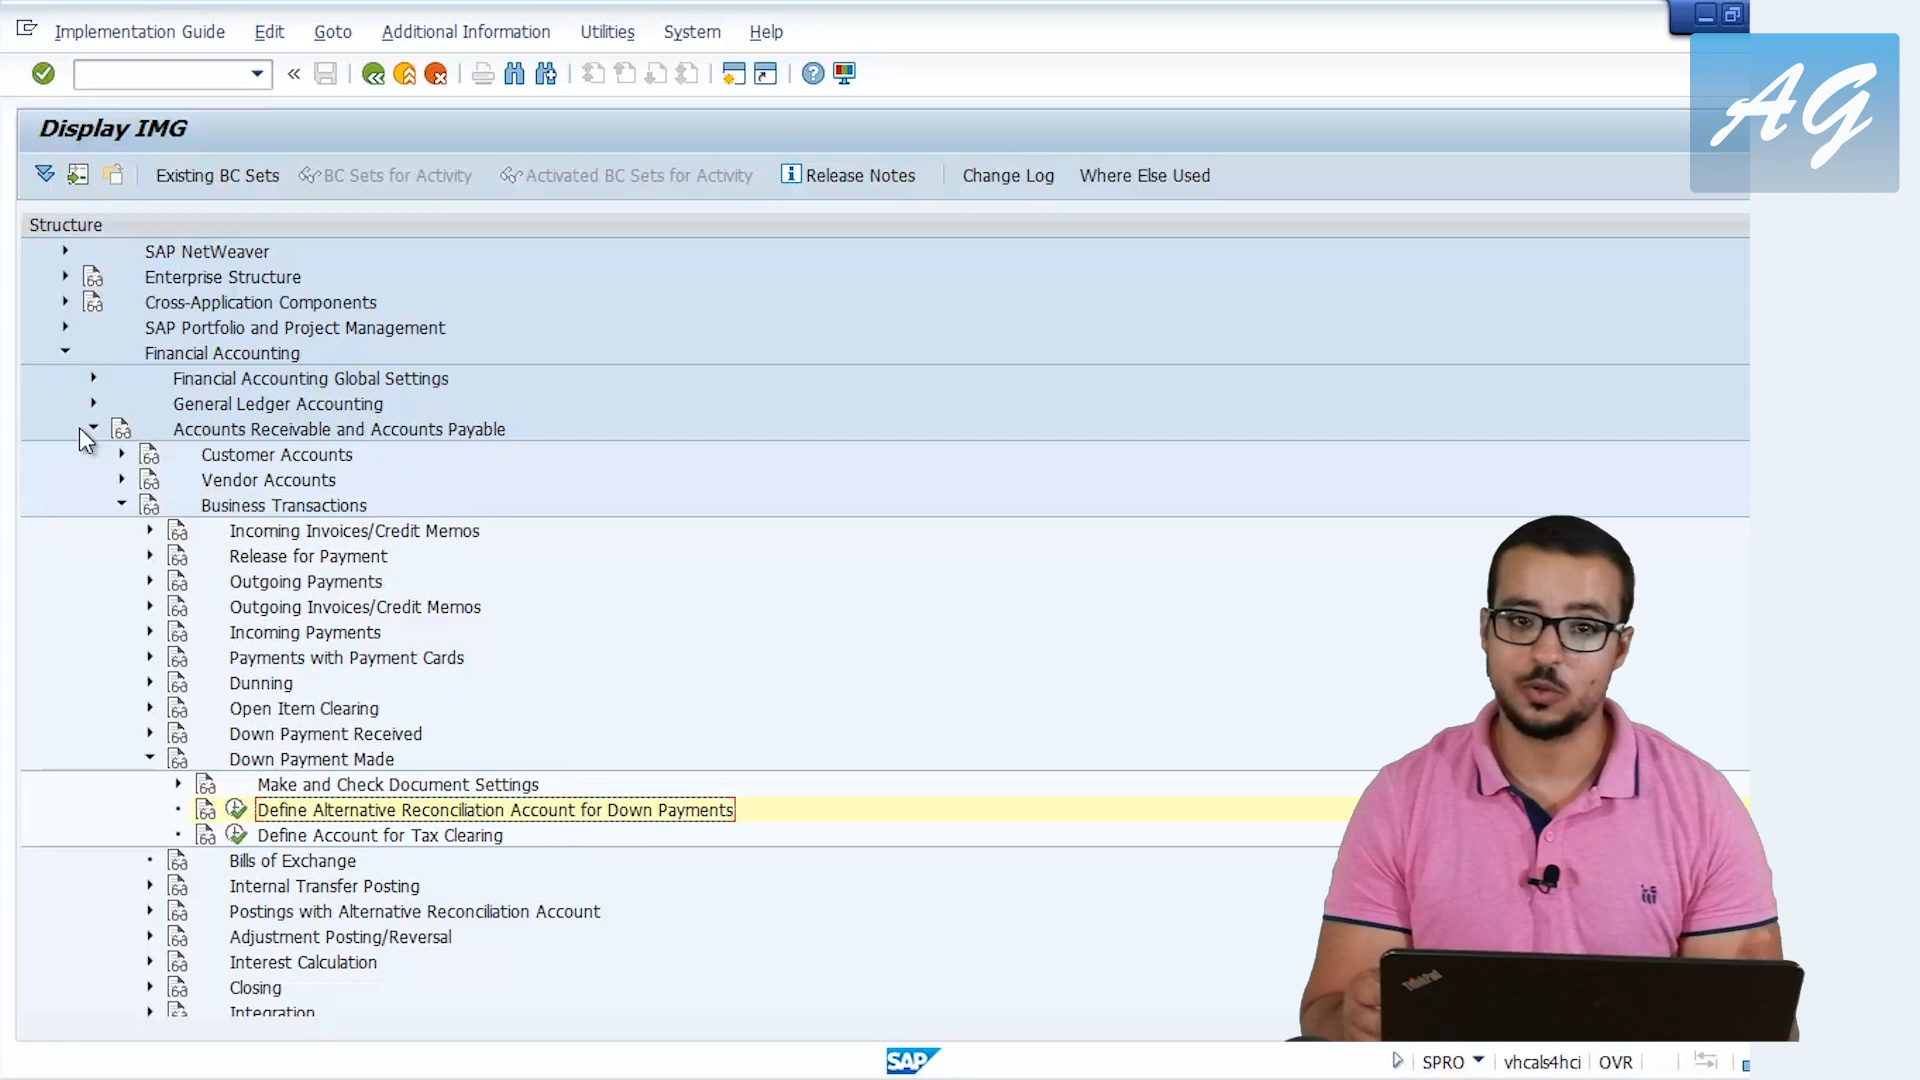 Implementation Guide Edit Goto Additional Information Utilities System Help
AG
Display IMG
Existing BC Sets BC Sets for Activity Activated BC Sets for Activity Release Notes Change Log Where Else Used
Structure
SAP NetWeaver
Enterprise Structure
Cross-Application Components
SAP Portfolio and Project Management
Financial Accounting
Financial Accounting Global Settings
General Ledger Accounting
Accounts Receivable and Accounts Payable
Customer Accounts
Vendor Accounts
Business Transactions
Incoming Invoices/Credit Memos
Release for Payment
Outgoing Payments
Outgoing Invoices/Credit Memos
Incoming Payments
Payments with Payment Cards
Dunning
Open Item Clearing
Down Payment Received
Down Payment Made
Make and Check Document Settings
Define Alternative Reconciliation Account for Down Payments
Define Account for Tax Clearing
Bills of Exchange
Internal Transfer Posting
Postings with Alternative Reconciliation Account
Adjustment Posting/Reversal
Interest Calculation
Closing
Integration
ThinkPad
SAP SPRO vhcals4hci OVR